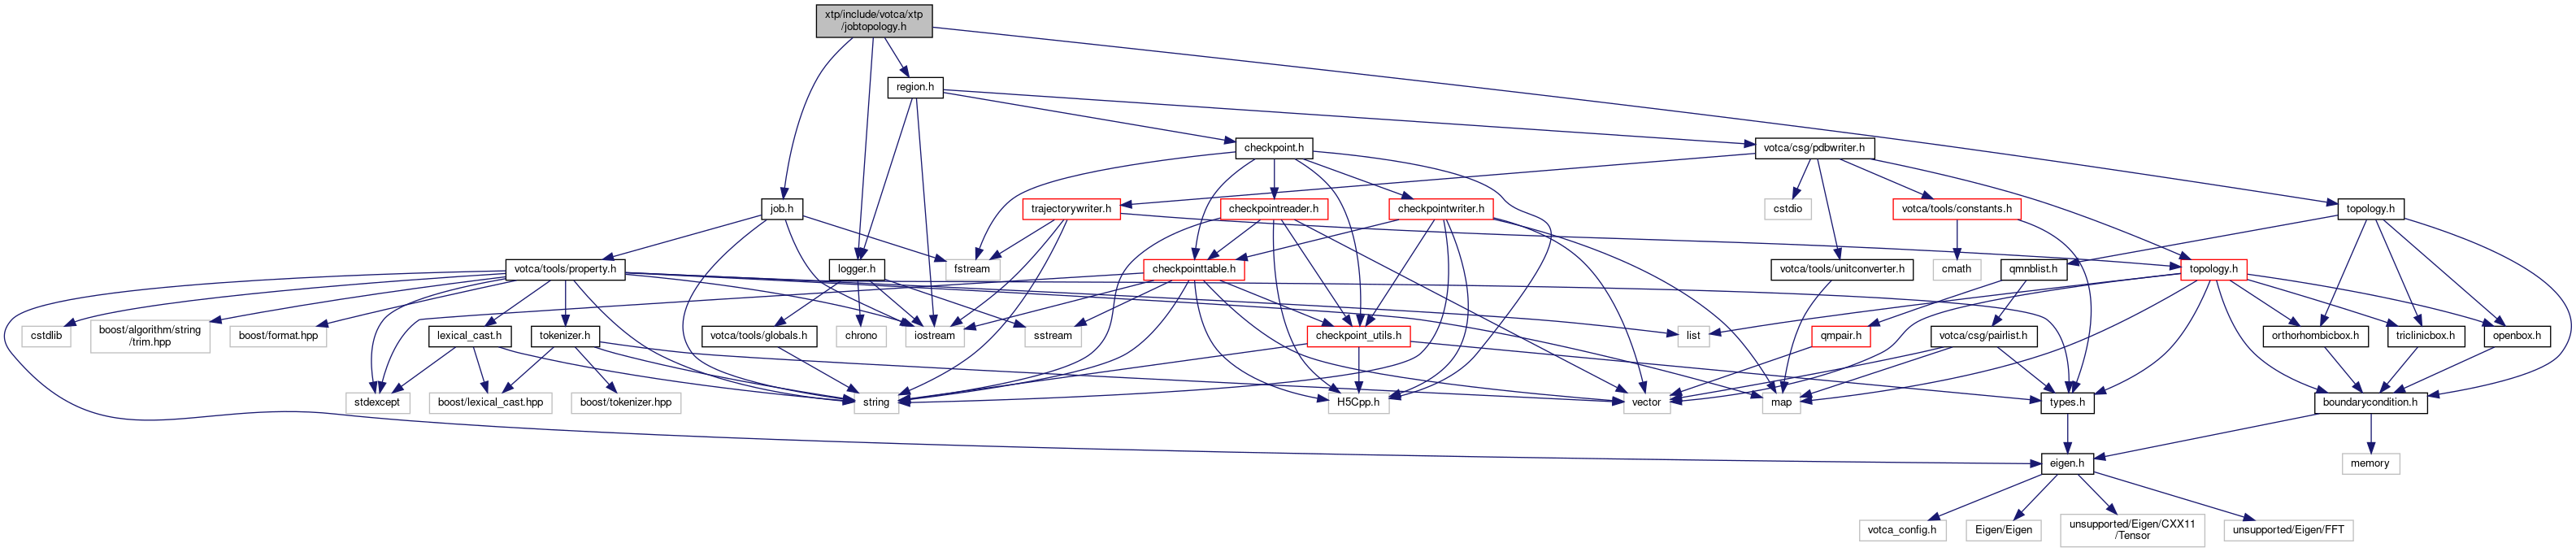 xtp/include/votca/xtp
/jobtopology.h
region.h
checkpoint.h
votca/csg/pdbwriter.h
job.h
trajectorywriter.h
checkpointreader.h
checkpointwriter.h
cstdio
votca/tools/constants.h
topology.h
votca/tools/property.h
logger.h
fstream
checkpointtable.h
votca/tools/unitconverter.h
cmath
qmnblist.h
topology.h
cstdlib
boost/algorithm/string
/trim.hpp
boost/format.hpp
lexical_cast.h
tokenizer.h
votca/tools/globals.h
chrono
iostream
sstream
checkpoint_utils.h
list
qmpair.h
votca/csg/pairlist.h
orthorhombicbox.h
triclinicbox.h
openbox.h
stdexcept
boost/lexical_cast.hpp
boost/tokenizer.hpp
string
H5Cpp.h
vector
map
types.h
boundarycondition.h
eigen.h
memory
votca_config.h
Eigen/Eigen
unsupported/Eigen/CXX11
/Tensor
unsupported/Eigen/FFT